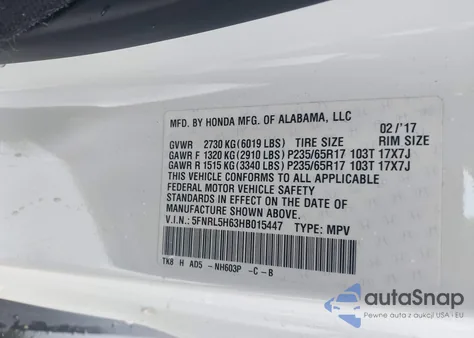 MFD. BY HONDA MFG. OF ALABAMA, LLC
02/'17
GVWR 2730 KG(6019 LBS) TIRE SIZE RIM SIZE
GAWR F 1320 KG(2910 LBS) P235/65R17 103T 17X7J
GAWR R 1515 KG(3340 LBS) P235/65R17 103T 17X7J
THIS VEHICLE CONFORMS TO ALL APPLICABLE
FEDERAL MOTOR VEHICLE SAFETY
STANDARDS IN EFFECT ON THE DATE OF
MANUFACTURE SHOWN ABOVE.
V.I.N.: 5FNRL5H63HB015447 TYPE: MPV
TK8 H AD5 -NH603P -C-B
autoSnap
Premium Auctions USA i EU